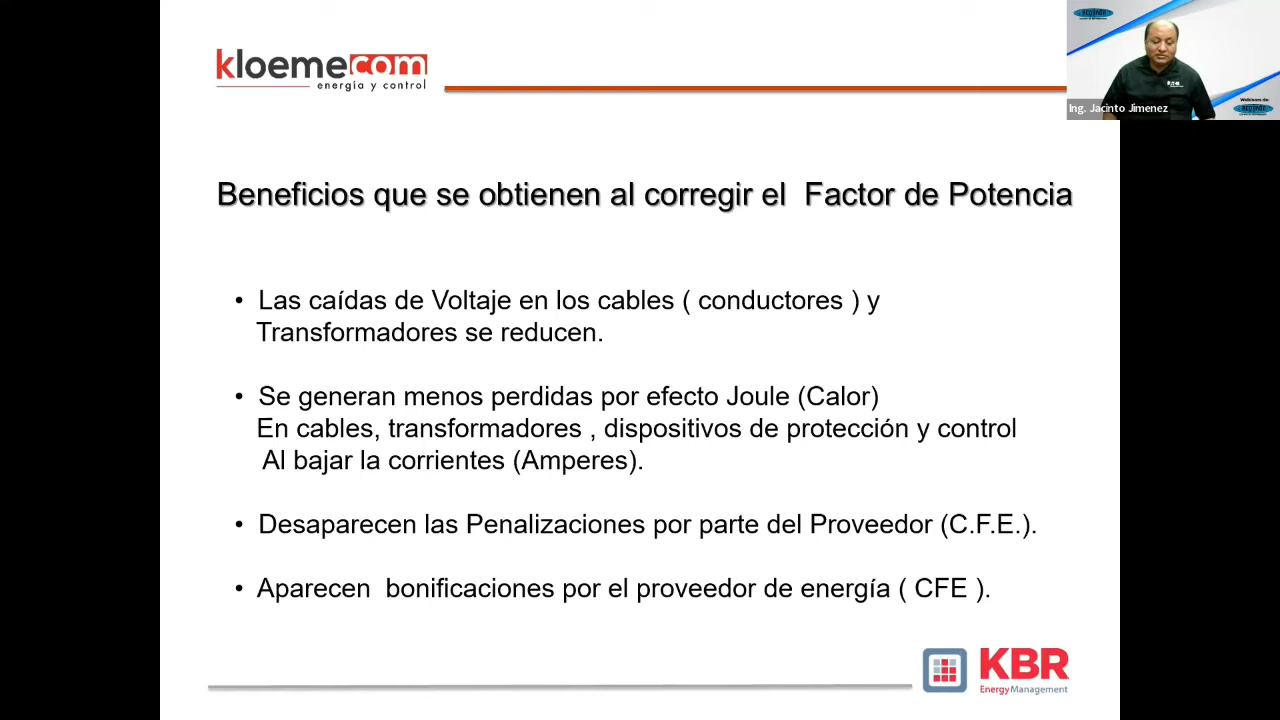 kloemecom
energía y control
Ing. Jacinto Jimenez
Beneficios que se obtienen al corregir el Factor de Potencia
• Las caídas de Voltaje en los cables ( conductores ) y
Transformadores se reducen.
• Se generan menos perdidas por efecto Joule (Calor)
En cables, transformadores , dispositivos de protección y control
Al bajar la corrientes (Amperes).
• Desaparecen las Penalizaciones por parte del Proveedor (C.F.E.).
• Aparecen bonificaciones por el proveedor de energía ( CFE ).
KBR
EnergyManagement